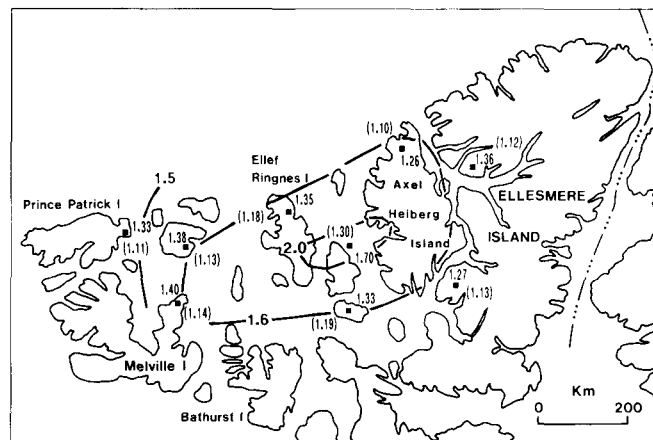 (1.10)
1.26
(1.12)
1.36
Ellef
Ringnes I
Axel
ELLESMERE
1.5
1.35
Prince Patrick I
(1.18)
Heiberg
ISLAND
1.33
(1.30)
(1.11)
1.38
2.0
Island
(1.13)
1.70
1.27
1.40
(1.13)
(1.14)
1.33
1.6
(1.19)
Melville I
Km
Bathurst I
0 200